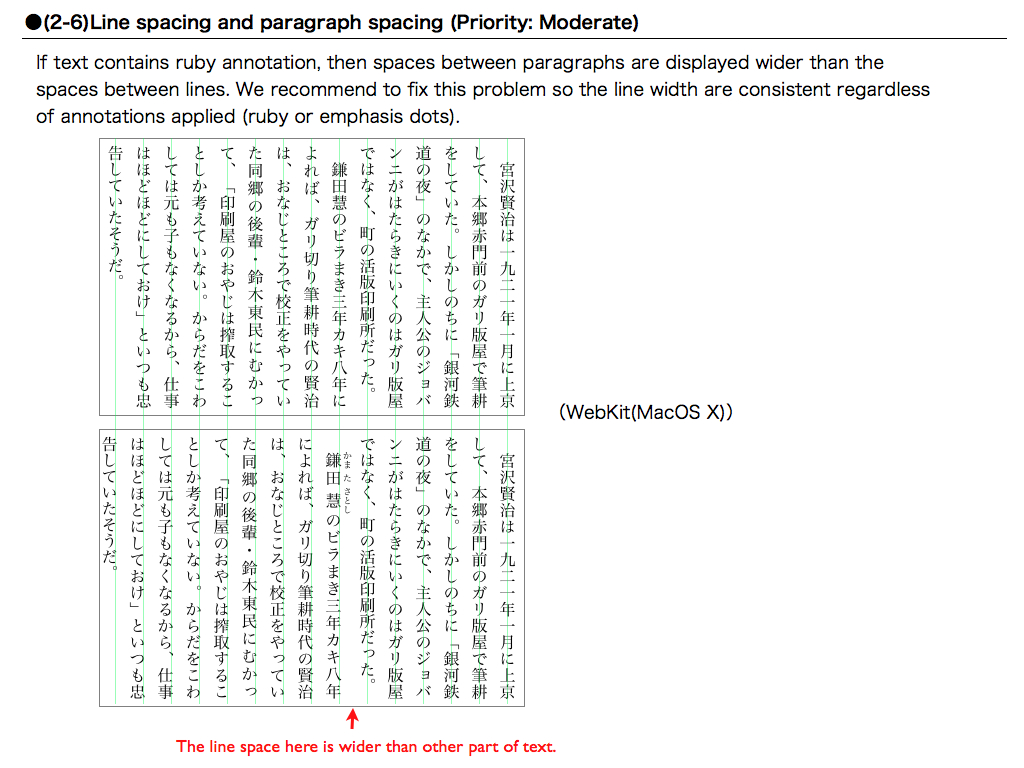 ●(2-6)Line spacing and paragraph spacing (Priority: Moderate)
If text contains ruby annotation, then spaces between paragraphs are displayed wider than the
spaces between lines. We recommend to fix this problem so the line width are consistent regardless
of annotations applied (ruby or emphasis dots).
宮沢賢治は一九二一年一月に上京
して、本郷赤門前のガリ版屋で筆耕
をしていた。しかしのちに「銀河鉄
道の夜」のなかで、主人公のジョバ
ンニがはたらきにいくのはガリ版屋
ではなく、町の活版印刷所だった。
鎌田慧のビラまき三年カキ八年に
よれば、ガリ切り筆耕時代の賢治
は、おなじところで校正をやってい
た同郷の後輩・鈴木東民にむかっ
て、「印刷屋のおやじは搾取するこ
としか考えていない。からだをこわ
しては元も子もなくなるから、仕事
はほどほどにしておけ」といつも忠
告していたそうだ。
(WebKit(MacOS X))
宮沢賢治は一九二一年一月に上京
して、本郷赤門前のガリ版屋で筆耕
をしていた。しかしのちに「銀河鉄
道の夜」のなかで、主人公のジョバ
ンニがはたらきにいくのはガリ版屋
ではなく、町の活版印刷所だった。
かま た さとし
鎌田慧のビラまき三年カキ八年
によれば、ガリ切り筆耕時代の賢治
は、おなじところで校正をやってい
た同郷の後輩・鈴木東民にむかっ
て、「印刷屋のおやじは搾取するこ
としか考えていない。からだをこわ
しては元も子もなくなるから、仕事
はほどほどにしておけ」といつも忠
告していたそうだ。
The line space here is wider than other part of text.